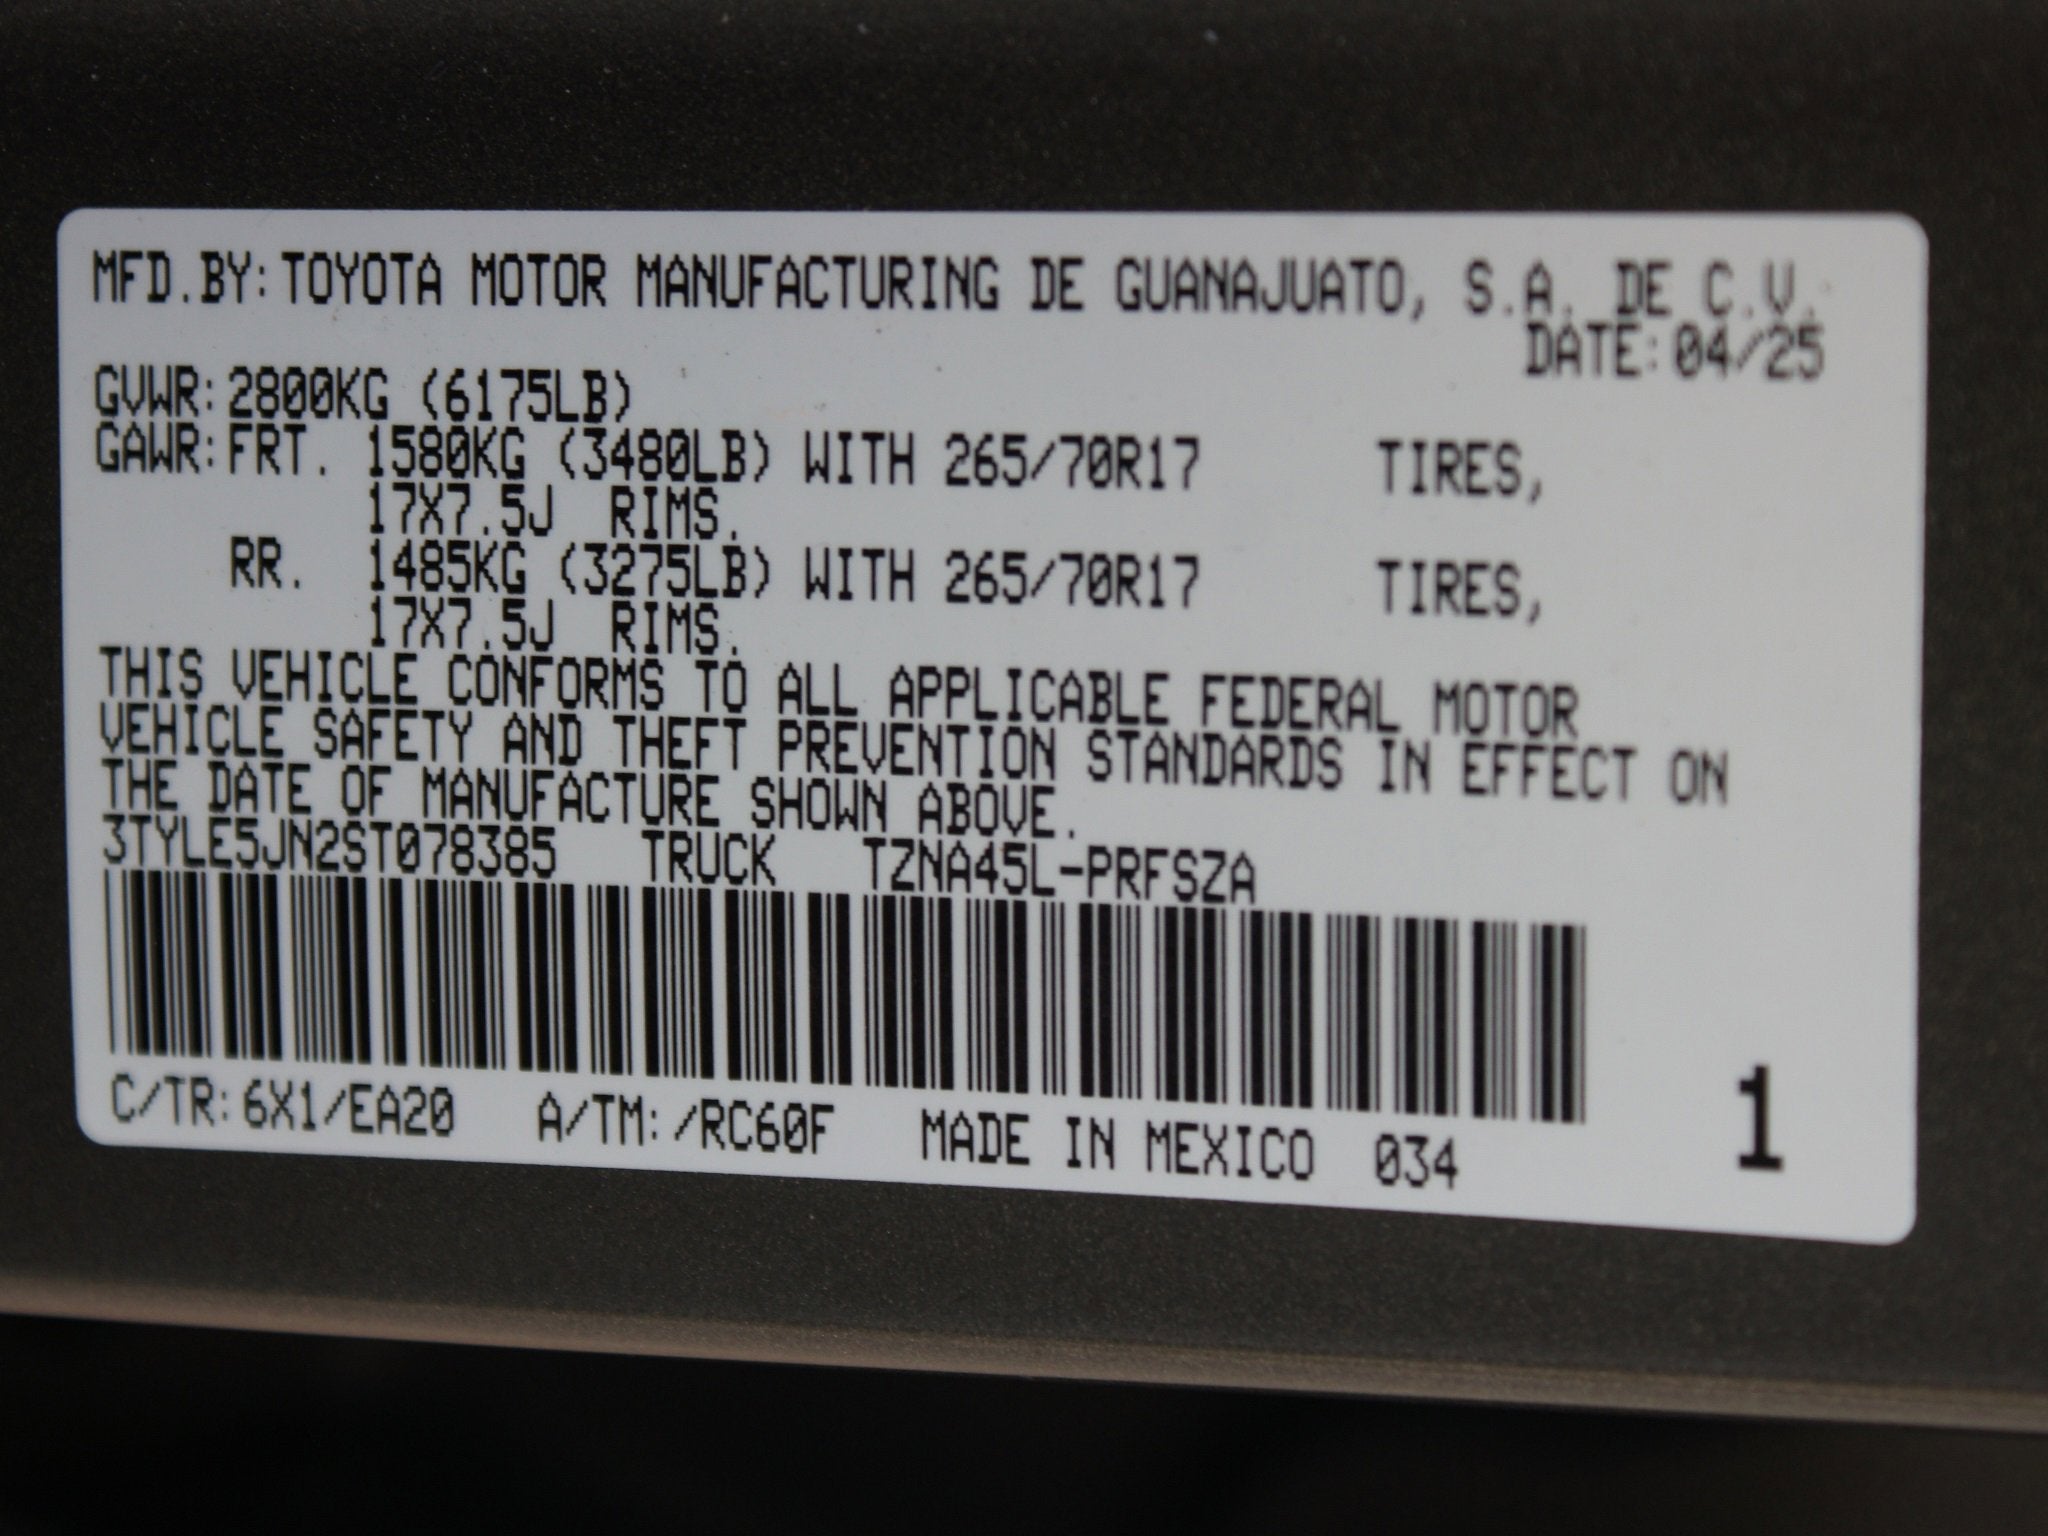 MFD.BY: TOYOTA MOTOR MANUFACTURING DE GUANAJUATO, S.A. DE C.V.
DATE: 04/25
GVWR: 2800KG (6175LB)
GAWR: FRT. 1580KG (3480LB) WITH 265/70R17 TIRES,
17X7.5J RIMS.
RR. 1485KG (3275LB) WITH 265/70R17 TIRES,
17X7.5J RIMS.
THIS VEHICLE CONFORMS TO ALL APPLICABLE FEDERAL MOTOR
VEHICLE SAFETY AND THEFT PREVENTION STANDARDS IN EFFECT ON
THE DATE OF MANUFACTURE SHOWN ABOVE.
3TYLE5JN2ST078385 TRUCK TZNA45L-PRFSZA
C/TR: 6X1/EA20 A/TM: /RC60F MADE IN MEXICO 034
1